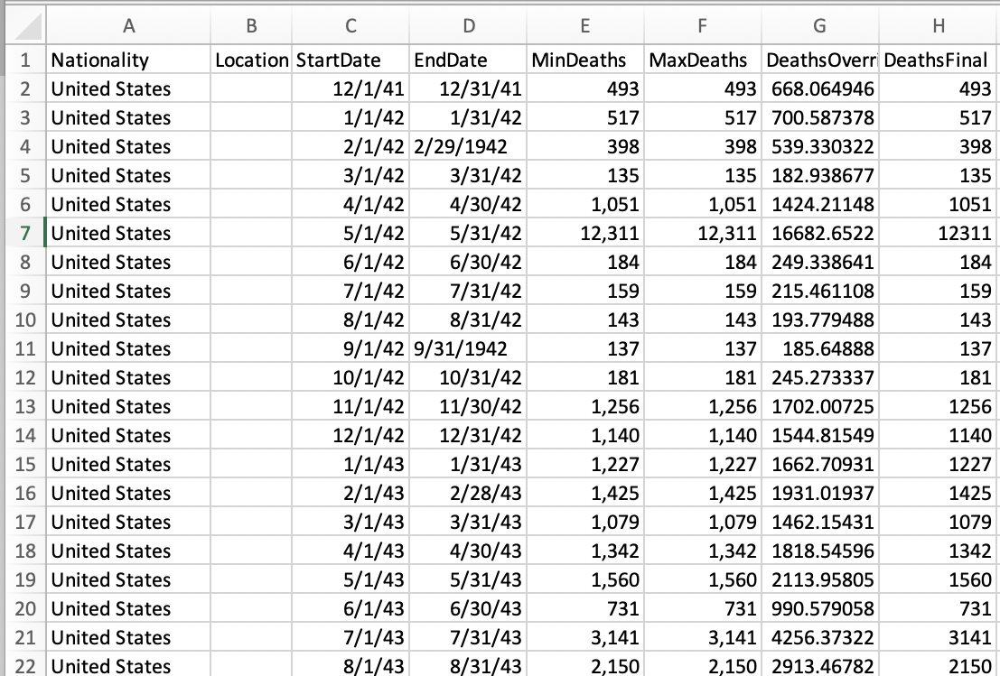 A B C D E F G H
1 Nationality Location StartDate EndDate MinDeaths MaxDeaths DeathsOverri DeathsFinal
2 United States 12/1/41 12/31/41 493 493 668.064946 493
3 United States 1/1/42 1/31/42 517 517 700.587378 517
4 United States 2/1/42 2/29/1942 398 398 539.330322 398
5 United States 3/1/42 3/31/42 135 135 182.938677 135
6 United States 4/1/42 4/30/42 1,051 1,051 1424.21148 1051
7 United States 5/1/42 5/31/42 12,311 12,311 16682.6522 12311
8 United States 6/1/42 6/30/42 184 184 249.338641 184
9 United States 7/1/42 7/31/42 159 159 215.461108 159
10 United States 8/1/42 8/31/42 143 143 193.779488 143
11 United States 9/1/42 9/31/1942 137 137 185.64888 137
12 United States 10/1/42 10/31/42 181 181 245.273337 181
13 United States 11/1/42 11/30/42 1,256 1,256 1702.00725 1256
14 United States 12/1/42 12/31/42 1,140 1,140 1544.81549 1140
15 United States 1/1/43 1/31/43 1,227 1,227 1662.70931 1227
16 United States 2/1/43 2/28/43 1,425 1,425 1931.01937 1425
17 United States 3/1/43 3/31/43 1,079 1,079 1462.15431 1079
18 United States 4/1/43 4/30/43 1,342 1,342 1818.54596 1342
19 United States 5/1/43 5/31/43 1,560 1,560 2113.95805 1560
20 United States 6/1/43 6/30/43 731 731 990.579058 731
21 United States 7/1/43 7/31/43 3,141 3,141 4256.37322 3141
22 United States 8/1/43 8/31/43 2,150 2,150 2913.46782 2150